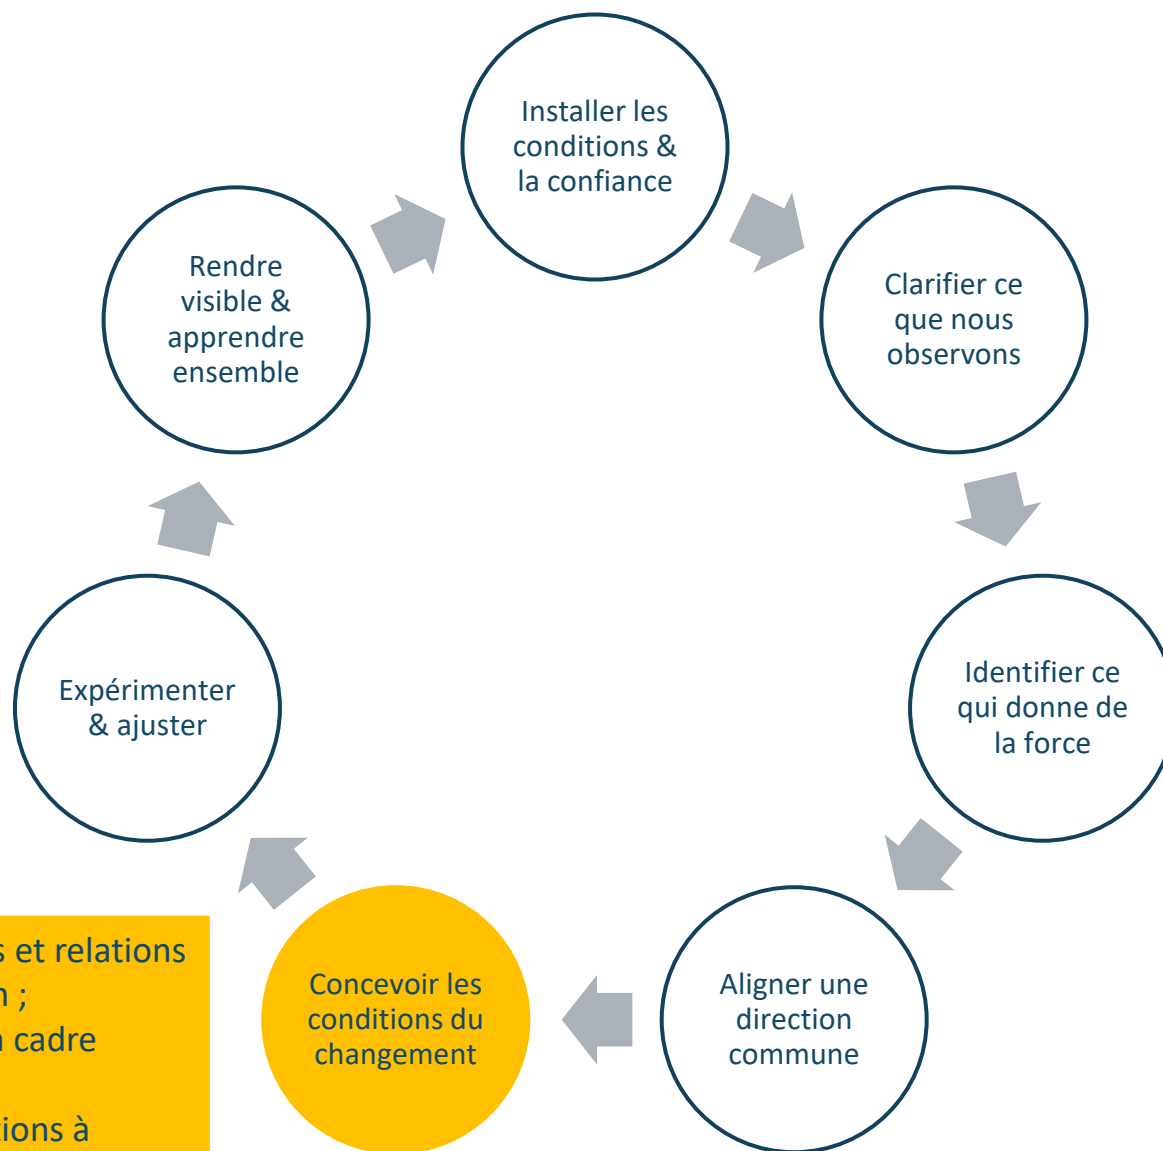 Installer les
conditions &
la confiance
Clarifier ce
que nous
observons
Identifier ce
qui donne de
la force
Aligner une
direction
commune
Concevoir les
conditions du
changement
Expérimenter
& ajuster
Rendre
visible &
apprendre
ensemble
et relations
;
cadre
à